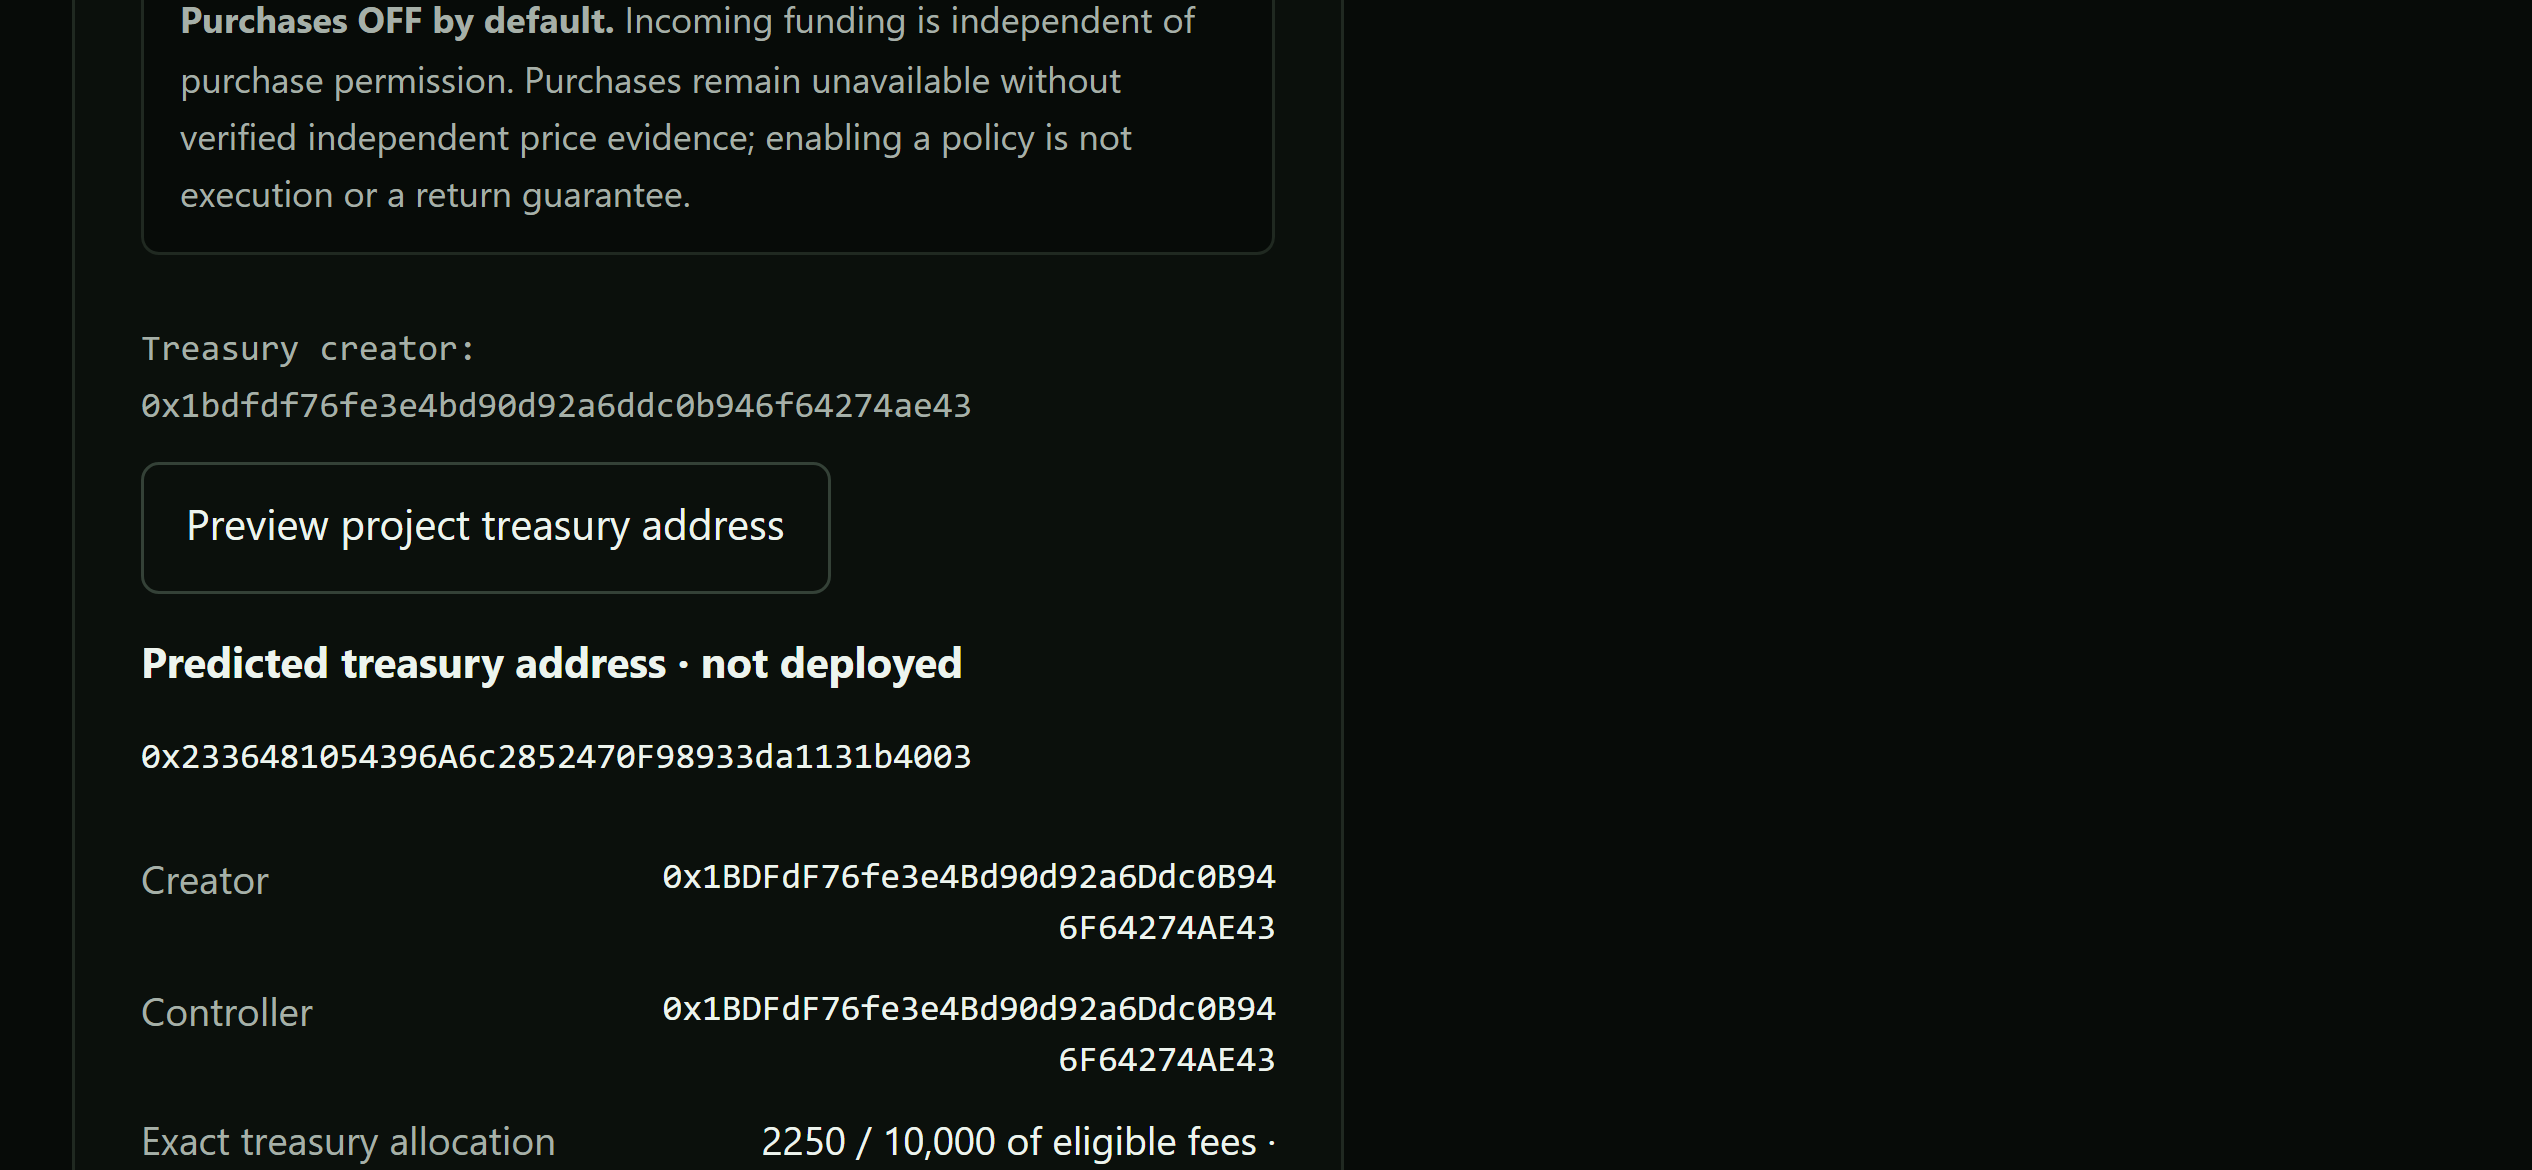 Purchases OFF by default. Incoming funding is independent of
purchase permission. Purchases remain unavailable without
verified independent price evidence; enabling a policy is not
execution or a return guarantee.
Treasury creator:
0x1bdfdf76fe3e4bd90d92a6ddc0b946f64274ae43
Preview project treasury address
Predicted treasury address · not deployed
0x2336481054396A6c2852470F98933da1131b4003
Creator
0x1BDFdF76fe3e4Bd90d92a6Ddc0B94
6F64274AE43
Controller
0x1BDFdF76fe3e4Bd90d92a6Ddc0B94
6F64274AE43
Exact treasury allocation
2250 / 10,000 of eligible fees ·